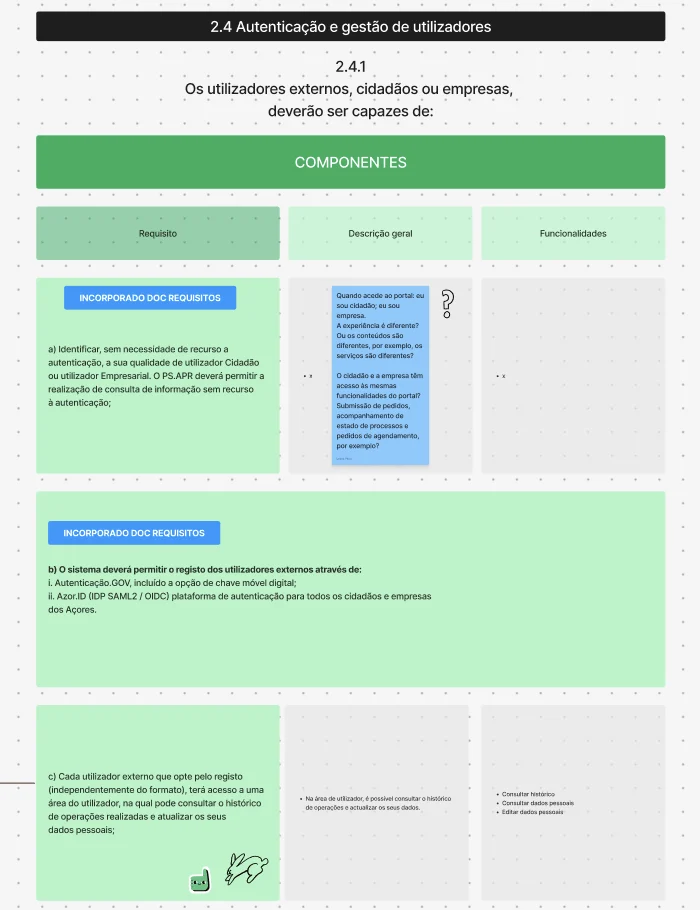 2.4 Autenticação e gestão de utilizadores
2.4.1
Os utilizadores externos, cidadãos ou empresas,
deverão ser capazes de:
COMPONENTES
Requisito
Descrição geral
Funcionalidades
INCORPORADO DOC REQUISITOS
a) Identificar, sem necessidade de recurso a
autenticação, a sua qualidade de utilizador Cidadão
ou utilizador Empresarial. O PS.APR deverá permitir a
realização de consulta de informação sem recurso
à autenticação;
• x
Quando acede ao portal: eu
sou cidadão; eu sou
empresa.
A experiência é diferente?
Ou os conteúdos são
diferentes, por exemplo, os
serviços são diferentes?
O cidadão e a empresa têm
acesso às mesmas
funcionalidades do portal?
Submissão de pedidos,
acompanhamento de
estado de processos e
pedidos de agendamento,
por exemplo?
?
• x
INCORPORADO DOC REQUISITOS
b) O sistema deverá permitir o registo dos utilizadores externos através de:
i. Autenticação.GOV, incluído a opção de chave móvel digital;
ii. Azor.ID (IDP SAML2 / OIDC) plataforma de autenticação para todos os cidadãos e empresas
dos Açores.
c) Cada utilizador externo que opte pelo registo
(independentemente do formato), terá acesso a uma
área do utilizador, na qual pode consultar o histórico
de operações realizadas e atualizar os seus
dados pessoais;
• Na área de utilizador, é possível consultar o histórico
de operações e actualizar os seus dados.
• Consultar histórico
• Consultar dados pessoais
• Editar dados pessoais